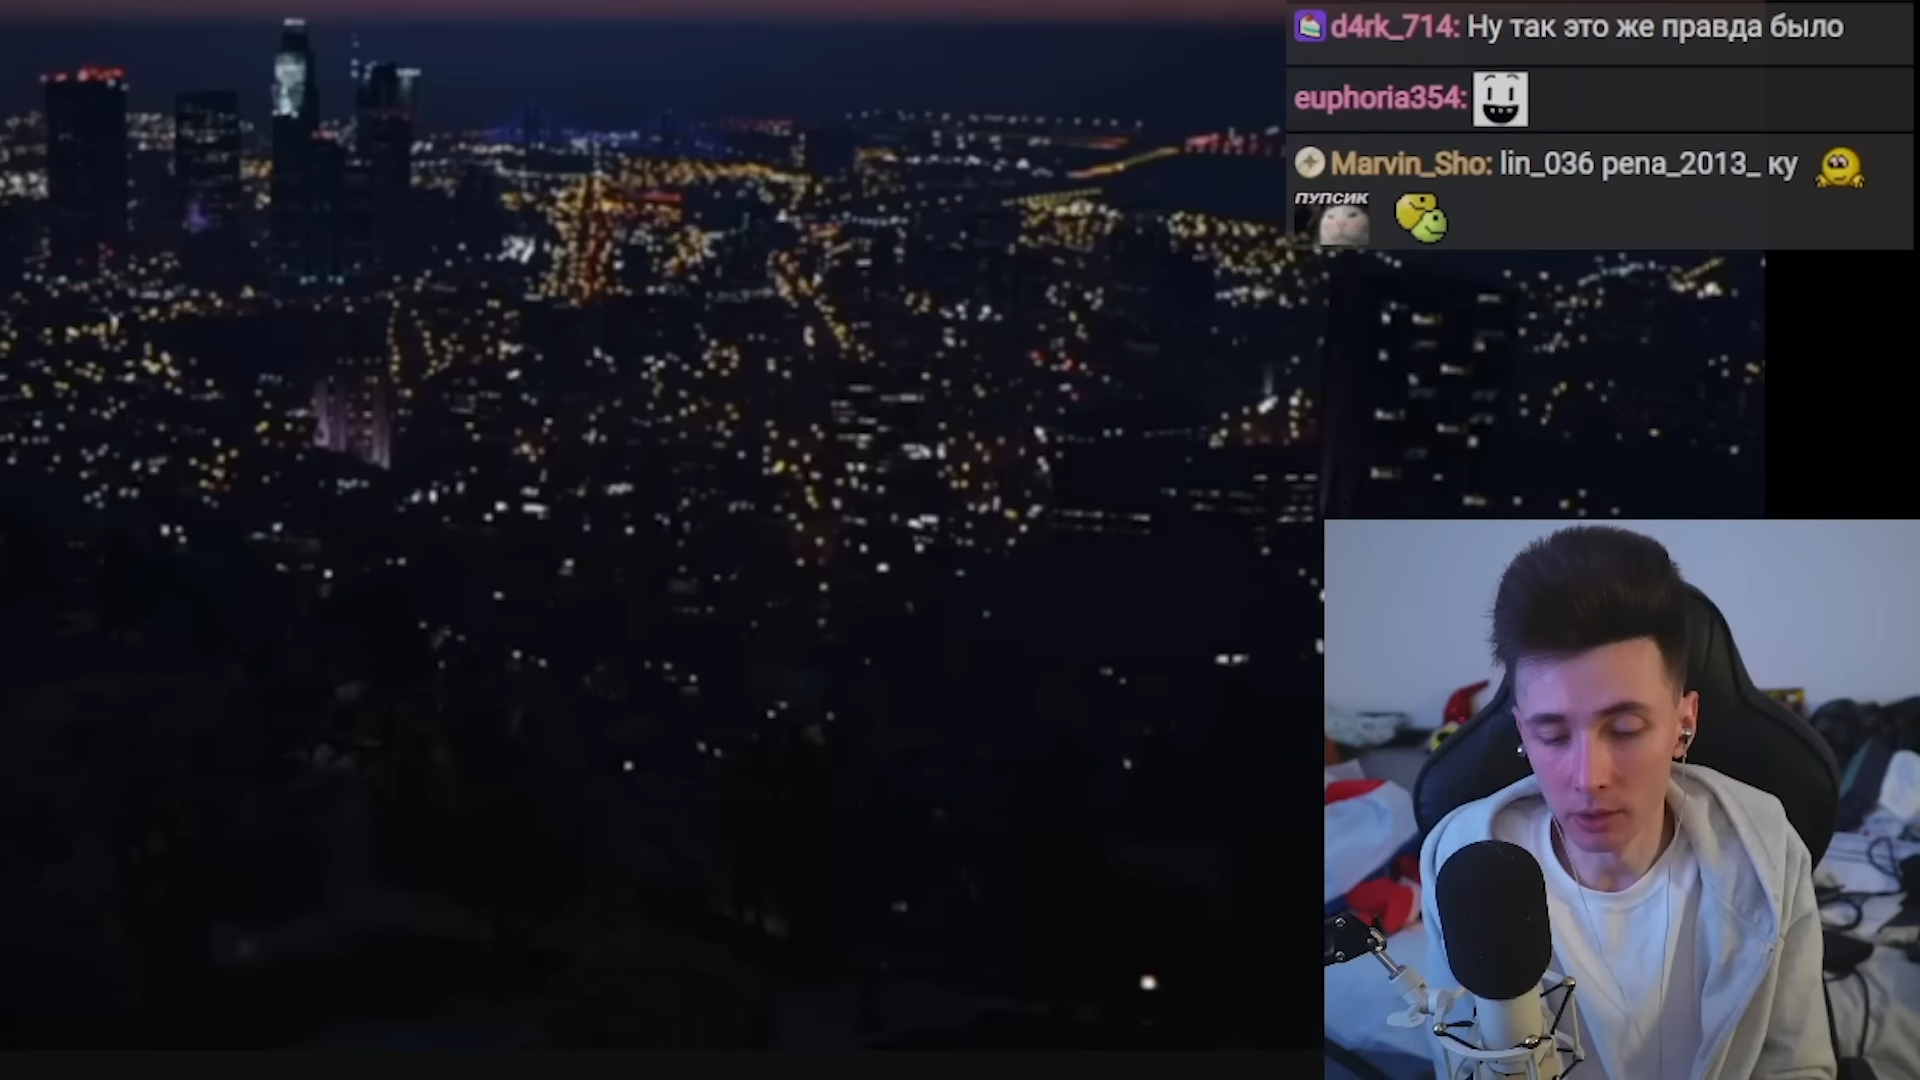 d4rk_714: Ну так это же правда было
euphoria354:
Marvin_Sho: lin_036 pena_2013_ ку
ПУПСИК